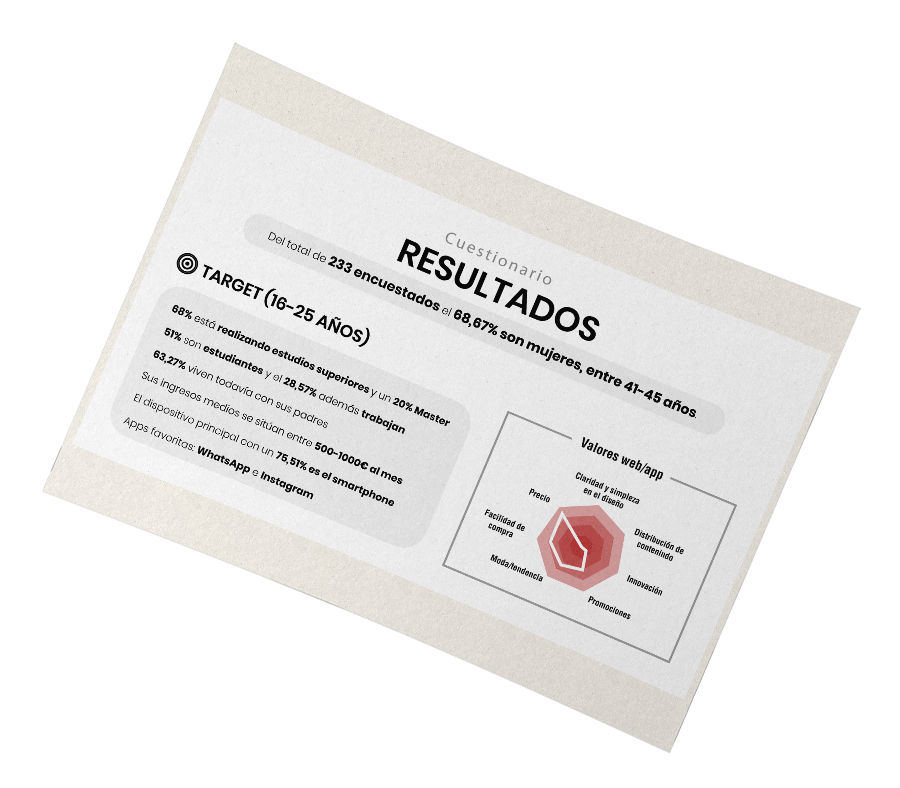 Cuestionario
RESULTADOS
Del total de 233 encuestados el 68,67% son mujeres, entre 41-45 años.
TARGET (16-25 AÑOS)
68% está realizando estudios superiores y un 20% Master
51% son estudiantes y el 28,57% además trabajan
63,27% viven todavía con sus padres
Sus ingresos medios se sitúan entre 500-1000€ al mes
El dispositivo principal con un 75,51% es el smartphone
Apps favoritas: WhatsApp e Instagram
Valores web/app
Claridad y simpleza
en el diseño
Precio
Distribución de
contenindo
Facilidad de
compra
Innovación
Moda/tendencia
Promociones